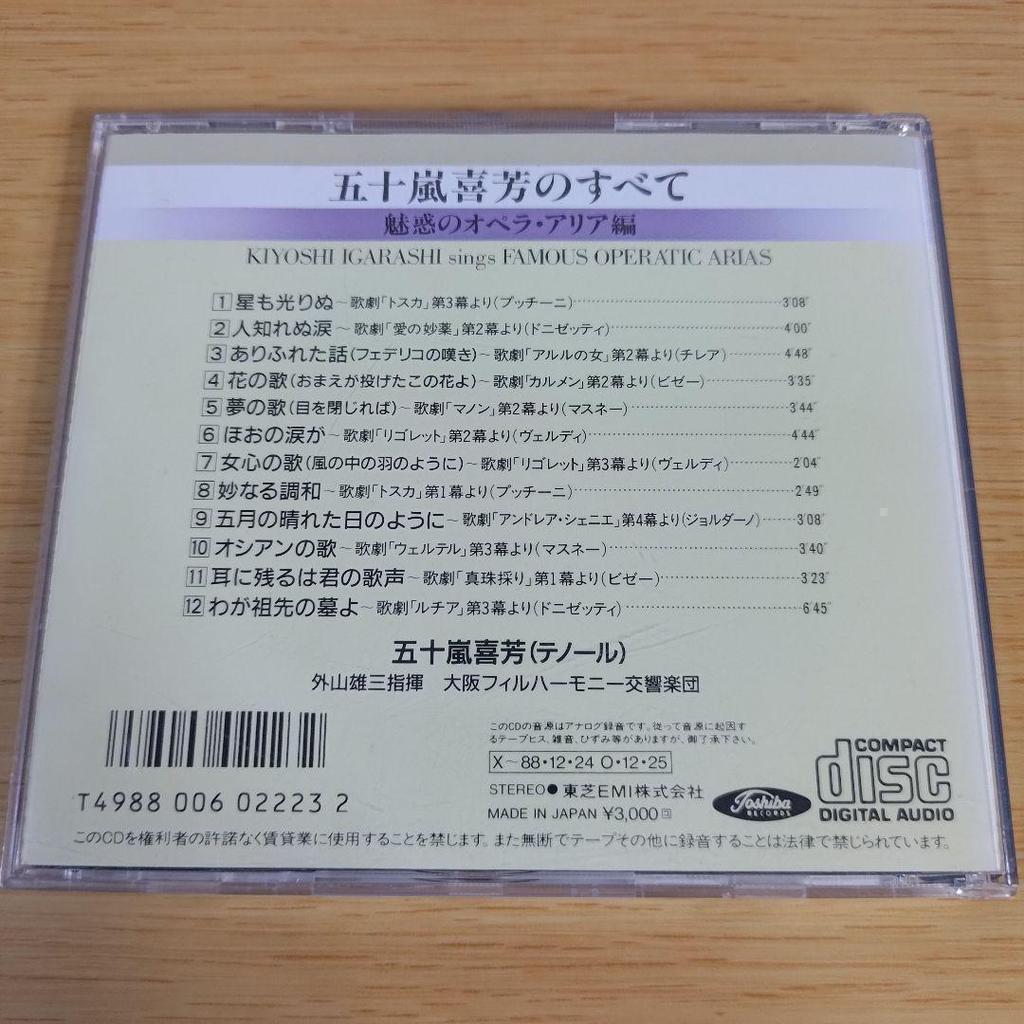 五十嵐喜芳のすべて
魅惑のオペラ・アリア編
KIYOSHI IGARASHI sings FAMOUS OPERATIC ARIAS
1 星も光りぬ～歌劇「トスカ」第3幕より(プッチーニ)……3′08″
2 人知れぬ涙～歌劇「愛の妙薬」第2幕より(ドニゼッティ)……4′00″
3 ありふれた話(フェデリコの嘆き)～歌劇「アルルの女」第2幕より(チレア)……4′48″
4 花の歌(おまえが投げたこの花よ)～歌劇「カルメン」第2幕より(ビゼー)……3′35″
5 夢の歌(目を閉じれば)～歌劇「マノン」第2幕より(マスネー)……3′44″
6 ほおの涙が～歌劇「リゴレット」第2幕より(ヴェルディ)……4′44″
7 女心の歌(風の中の羽のように)～歌劇「リゴレット」第3幕より(ヴェルディ)……2′04″
8 妙なる調和～歌劇「トスカ」第1幕より(プッチーニ)……2′49″
9 五月の晴れた日のように～歌劇「アンドレア・シェニエ」第4幕より(ジョルダーノ)……3′08″
10 オシアンの歌～歌劇「ウェルテル」第3幕より(マスネー)……3′40″
11 耳に残るは君の歌声～歌劇「真珠採り」第1幕より(ビゼー)……3′23″
12 わが祖先の墓よ～歌劇「ルチア」第3幕より(ドニゼッティ)……6′45″
五十嵐喜芳(テノール)
外山雄三指揮 大阪フィルハーモニー交響楽団
このCDの音源はアナログ録音です。従って音源に起因す
るテープヒス、雑音、ひずみ等がありますが、御了承下さい。
X～88・12・24 O・12・25
STEREO● 東芝EMI株式会社
MADE IN JAPAN ¥3,000 回
Toshiba
RECORDS
COMPACT
disc
DIGITAL AUDIO
T4988 006 02223 2
このCDを権利者の許諾なく賃貸業に使用することを禁じます。また無断でテープその他に録音することは法律で禁じられています。